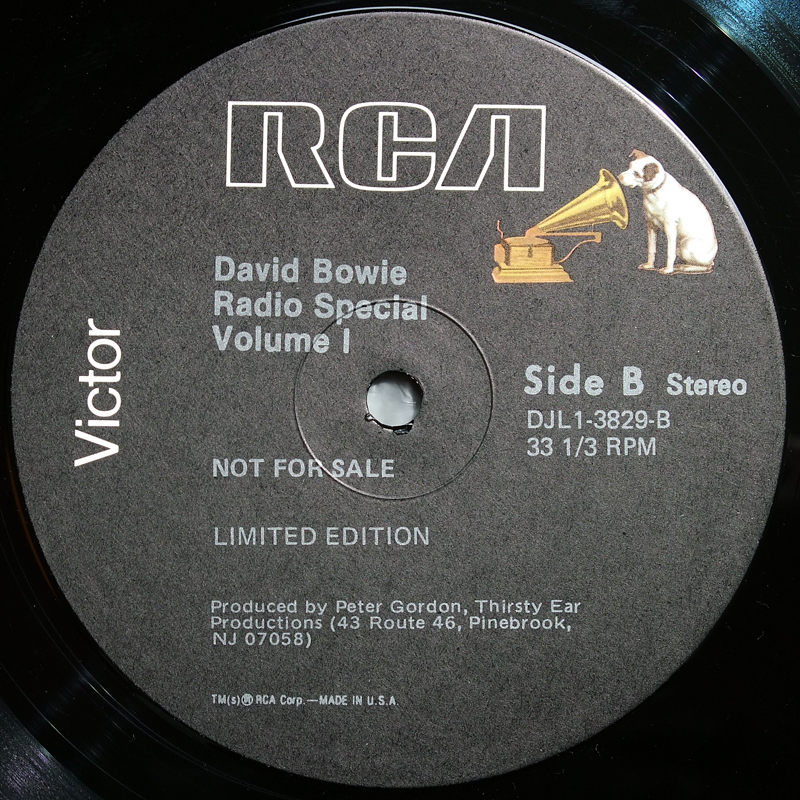 RCA
David Bowie
Radio Special
Volume I
Victor
Side B Stereo
DJL1-3829-B
33 1/3 RPM
NOT FOR SALE
LIMITED EDITION
Produced by Peter Gordon, Thirsty Ear
Productions (43 Route 46, Pinebrook,
NJ 07058)
TM(s)®RCA Corp.—MADE IN U.S.A.